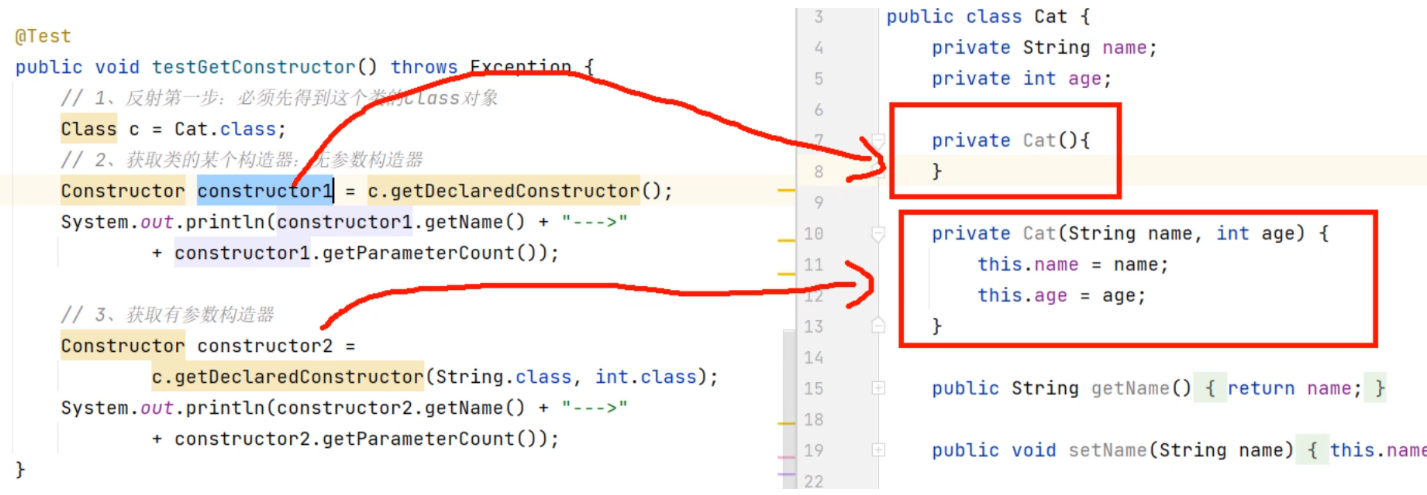 @Test
public void testGetConstructor() throws Exception {
// 1、反射第一步：必须先得到这个类的Class对象
Class c = Cat.class;
// 2、获取类的某个构造器：无参数构造器
Constructor constructor1 = c.getDeclaredConstructor();
System.out.println(constructor1.getName() + "--->"
+ constructor1.getParameterCount());
// 3、获取有参数构造器
Constructor constructor2 =
c.getDeclaredConstructor(String.class, int.class);
System.out.println(constructor2.getName() + "--->"
+ constructor2.getParameterCount());
}
3 public class Cat {
4 private String name;
5 private int age;
6
7 private Cat(){
8 }
9
10 private Cat(String name, int age) {
11 this.name = name;
12 this.age = age;
13 }
14
15 public String getName() { return name; }
18
19 public void setName(String name) { this.name
22